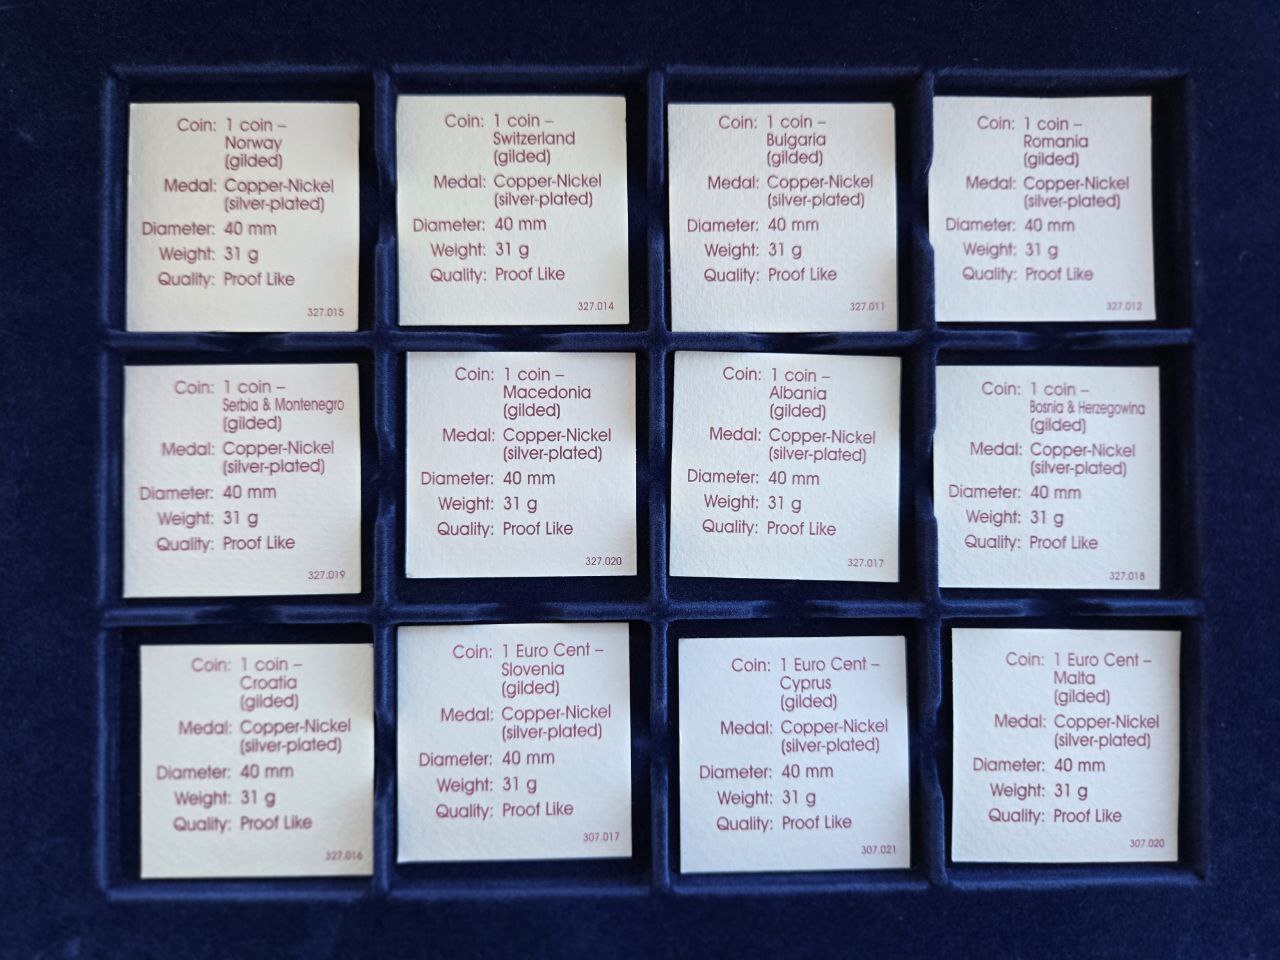 Coin: 1 coin –
Norway
(gilded)
Medal: Copper-Nickel
(silver-plated)
Diameter: 40 mm
Weight: 31 g
Quality: Proof Like
327.015
Coin: 1 coin –
Switzerland
(gilded)
Medal: Copper-Nickel
(silver-plated)
Diameter: 40 mm
Weight: 31 g
Quality: Proof Like
327.014
Coin: 1 coin –
Bulgaria
(gilded)
Medal: Copper-Nickel
(silver-plated)
Diameter: 40 mm
Weight: 31 g
Quality: Proof Like
327.011
Coin: 1 coin –
Romania
(gilded)
Medal: Copper-Nickel
(silver-plated)
Diameter: 40 mm
Weight: 31 g
Quality: Proof Like
327.012
Coin: 1 coin –
Serbia & Montenegro
(gilded)
Medal: Copper-Nickel
(silver-plated)
Diameter: 40 mm
Weight: 31 g
Quality: Proof Like
327.019
Coin: 1 coin –
Macedonia
(gilded)
Medal: Copper-Nickel
(silver-plated)
Diameter: 40 mm
Weight: 31 g
Quality: Proof Like
327.020
Coin: 1 coin –
Albania
(gilded)
Medal: Copper-Nickel
(silver-plated)
Diameter: 40 mm
Weight: 31 g
Quality: Proof Like
327.017
Coin: 1 coin –
Bosnia & Herzegowina
(gilded)
Medal: Copper-Nickel
(silver-plated)
Diameter: 40 mm
Weight: 31 g
Quality: Proof Like
327.018
Coin: 1 coin –
Croatia
(gilded)
Medal: Copper-Nickel
(silver-plated)
Diameter: 40 mm
Weight: 31 g
Quality: Proof Like
327.016
Coin: 1 Euro Cent –
Slovenia
(gilded)
Medal: Copper-Nickel
(silver-plated)
Diameter: 40 mm
Weight: 31 g
Quality: Proof Like
307.017
Coin: 1 Euro Cent –
Cyprus
(gilded)
Medal: Copper-Nickel
(silver-plated)
Diameter: 40 mm
Weight: 31 g
Quality: Proof Like
307.021
Coin: 1 Euro Cent –
Malta
(gilded)
Medal: Copper-Nickel
(silver-plated)
Diameter: 40 mm
Weight: 31 g
Quality: Proof Like
307.020